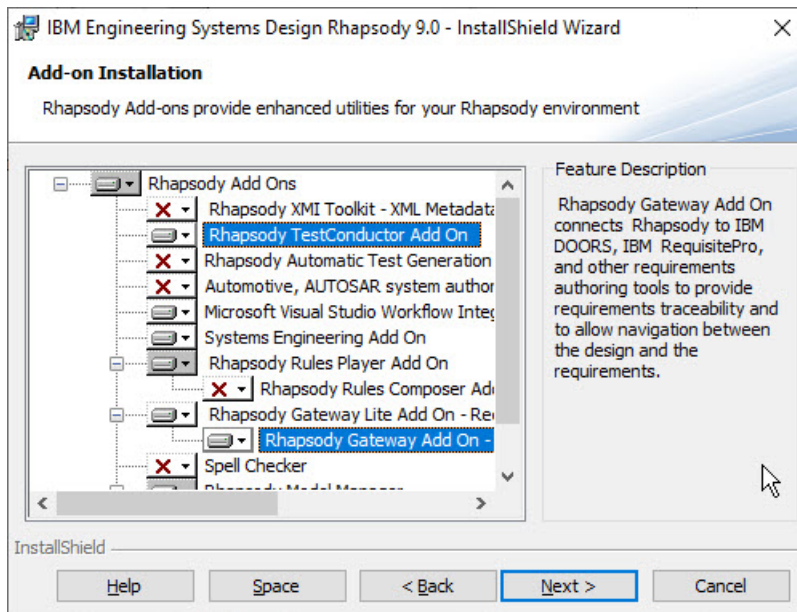 IBM Engineering Systems Design Rhapsody 9.0 - InstallShield Wizard
Add-on Installation
Rhapsody Add-ons provide enhanced utilities for your Rhapsody environment
Rhapsody Add Ons
Rhapsody XMI Toolkit - XML Metadata
Rhapsody TestConductor Add On
Rhapsody Automatic Test Generation
Automotive, AUTOSAR system author
Microsoft Visual Studio Workflow Integ
Systems Engineering Add On
Rhapsody Rules Player Add On
Rhapsody Rules Composer Ad
Rhapsody Gateway Lite Add On - Re
Rhapsody Gateway Add On -
Spell Checker
Rhapsody Model Manager
Feature Description
Rhapsody Gateway Add On
connects Rhapsody to IBM
DOORS, IBM RequisitePro,
and other requirements
authoring tools to provide
requirements traceability and
to allow navigation between
the design and the
requirements.
InstallShield
Help
Space
< Back
Next >
Cancel